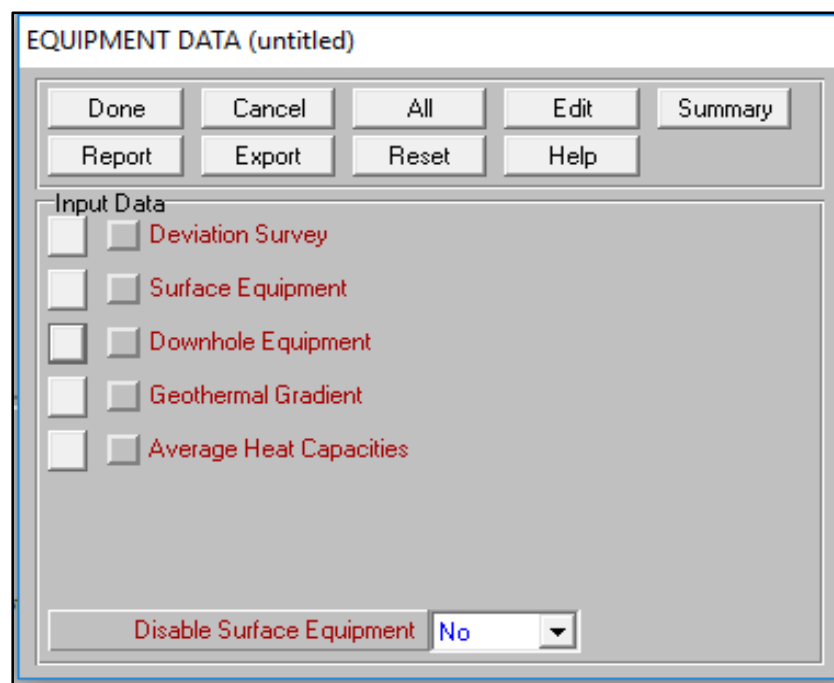 EQUIPMENT DATA (untitled)
Done Cancel All Edit Summary
Report Export Reset Help
Input Data
Deviation Survey
Surface Equipment
Downhole Equipment
Geothermal Gradient
Average Heat Capacities
Disable Surface Equipment No